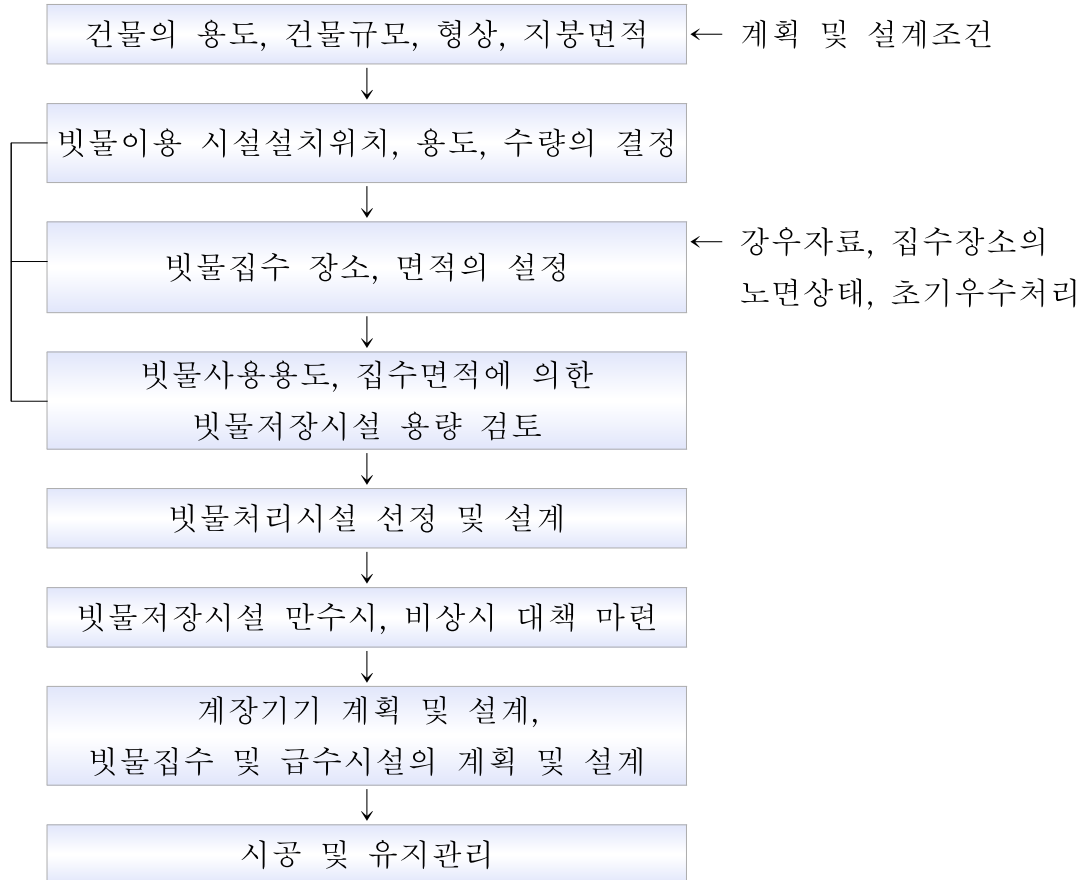 건물의 용도, 건물규모, 형상, 지붕면적
← 계획 및 설계조건
빗물이용 시설설치위치, 용도, 수량의 결정
빗물집수 장소, 면적의 설정
← 강우자료, 집수장소의
노면상태, 초기우수처리
빗물사용용도, 집수면적에 의한
빗물저장시설 용량 검토
빗물처리시설 선정 및 설계
빗물저장시설 만수시, 비상시 대책 마련
계장기기 계획 및 설계,
빗물집수 및 급수시설의 계획 및 설계
시공 및 유지관리